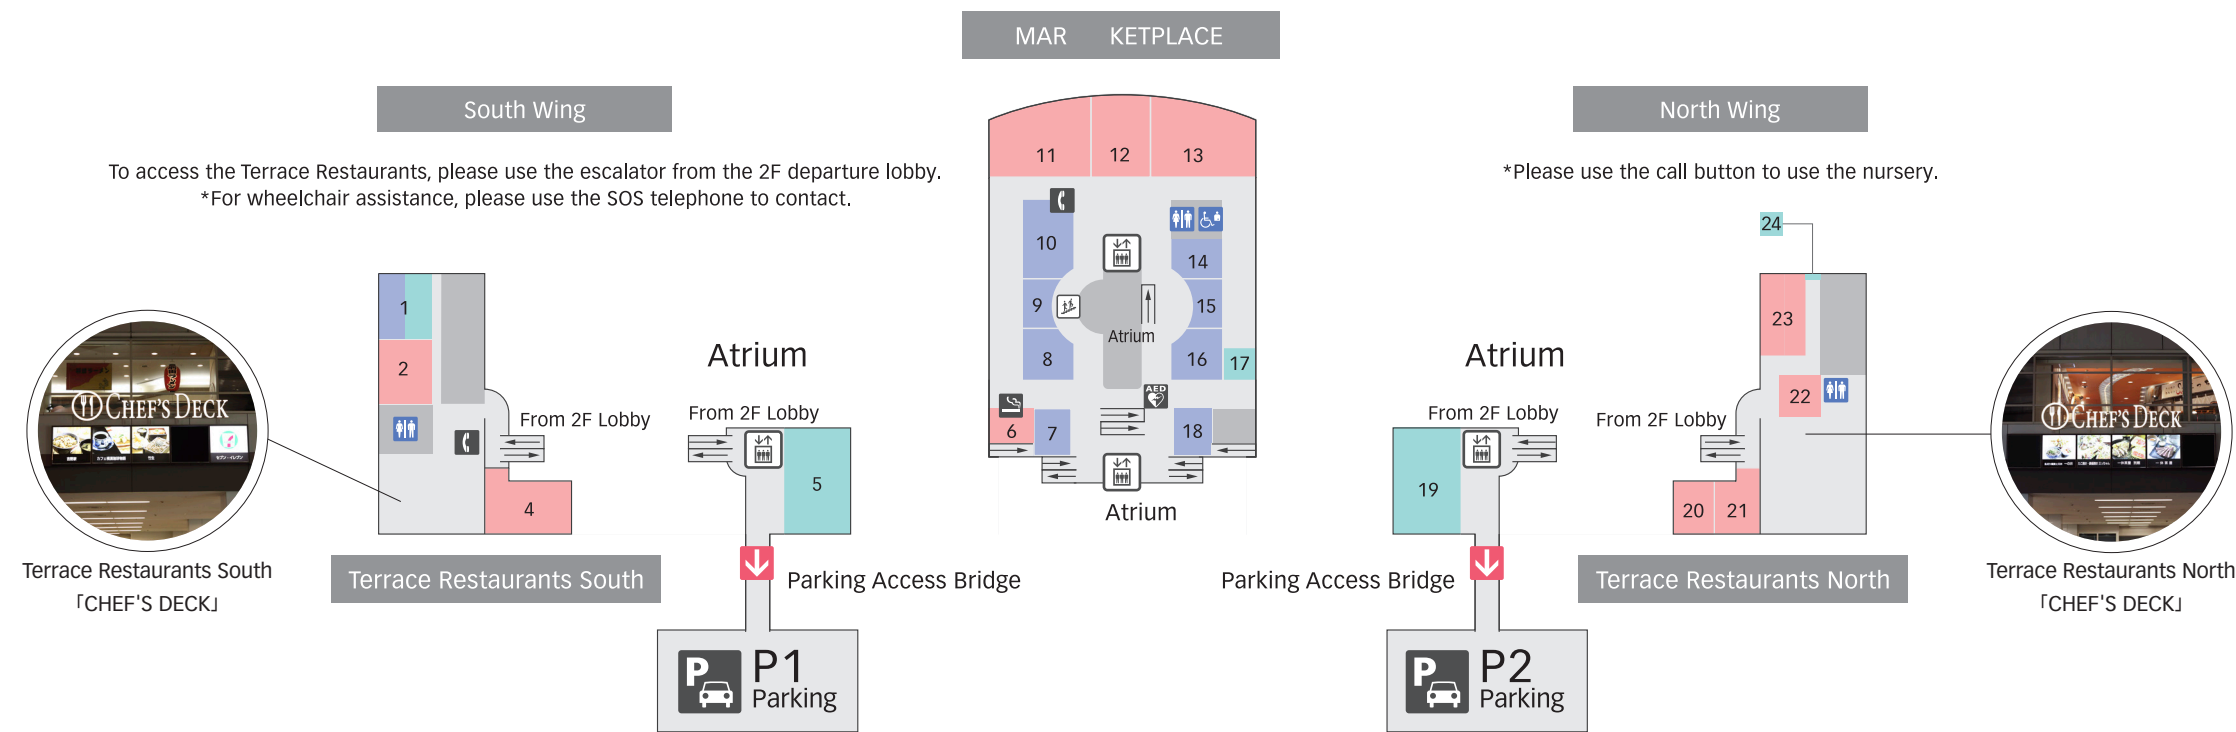 MAR KETPLACE
South Wing
North Wing
To access the Terrace Restaurants, please use the escalator from the 2F departure lobby.
*For wheelchair assistance, please use the SOS telephone to contact.
*Please use the call button to use the nursery.
11 12 13
10
9
8
14
15
16
17
6
7
18
AED
Atrium
Atrium
1
2
4
From 2F Lobby
Atrium
From 2F Lobby
5
Atrium
From 2F Lobby
19
From 2F Lobby
24
23
22
20
21
CHEF'S DECK
CHEF'S DECK
Terrace Restaurants South
「CHEF'S DECK」
Terrace Restaurants South
Parking Access Bridge
Parking Access Bridge
Terrace Restaurants North
Terrace Restaurants North
「CHEF'S DECK」
P
P1
Parking
P
P2
Parking